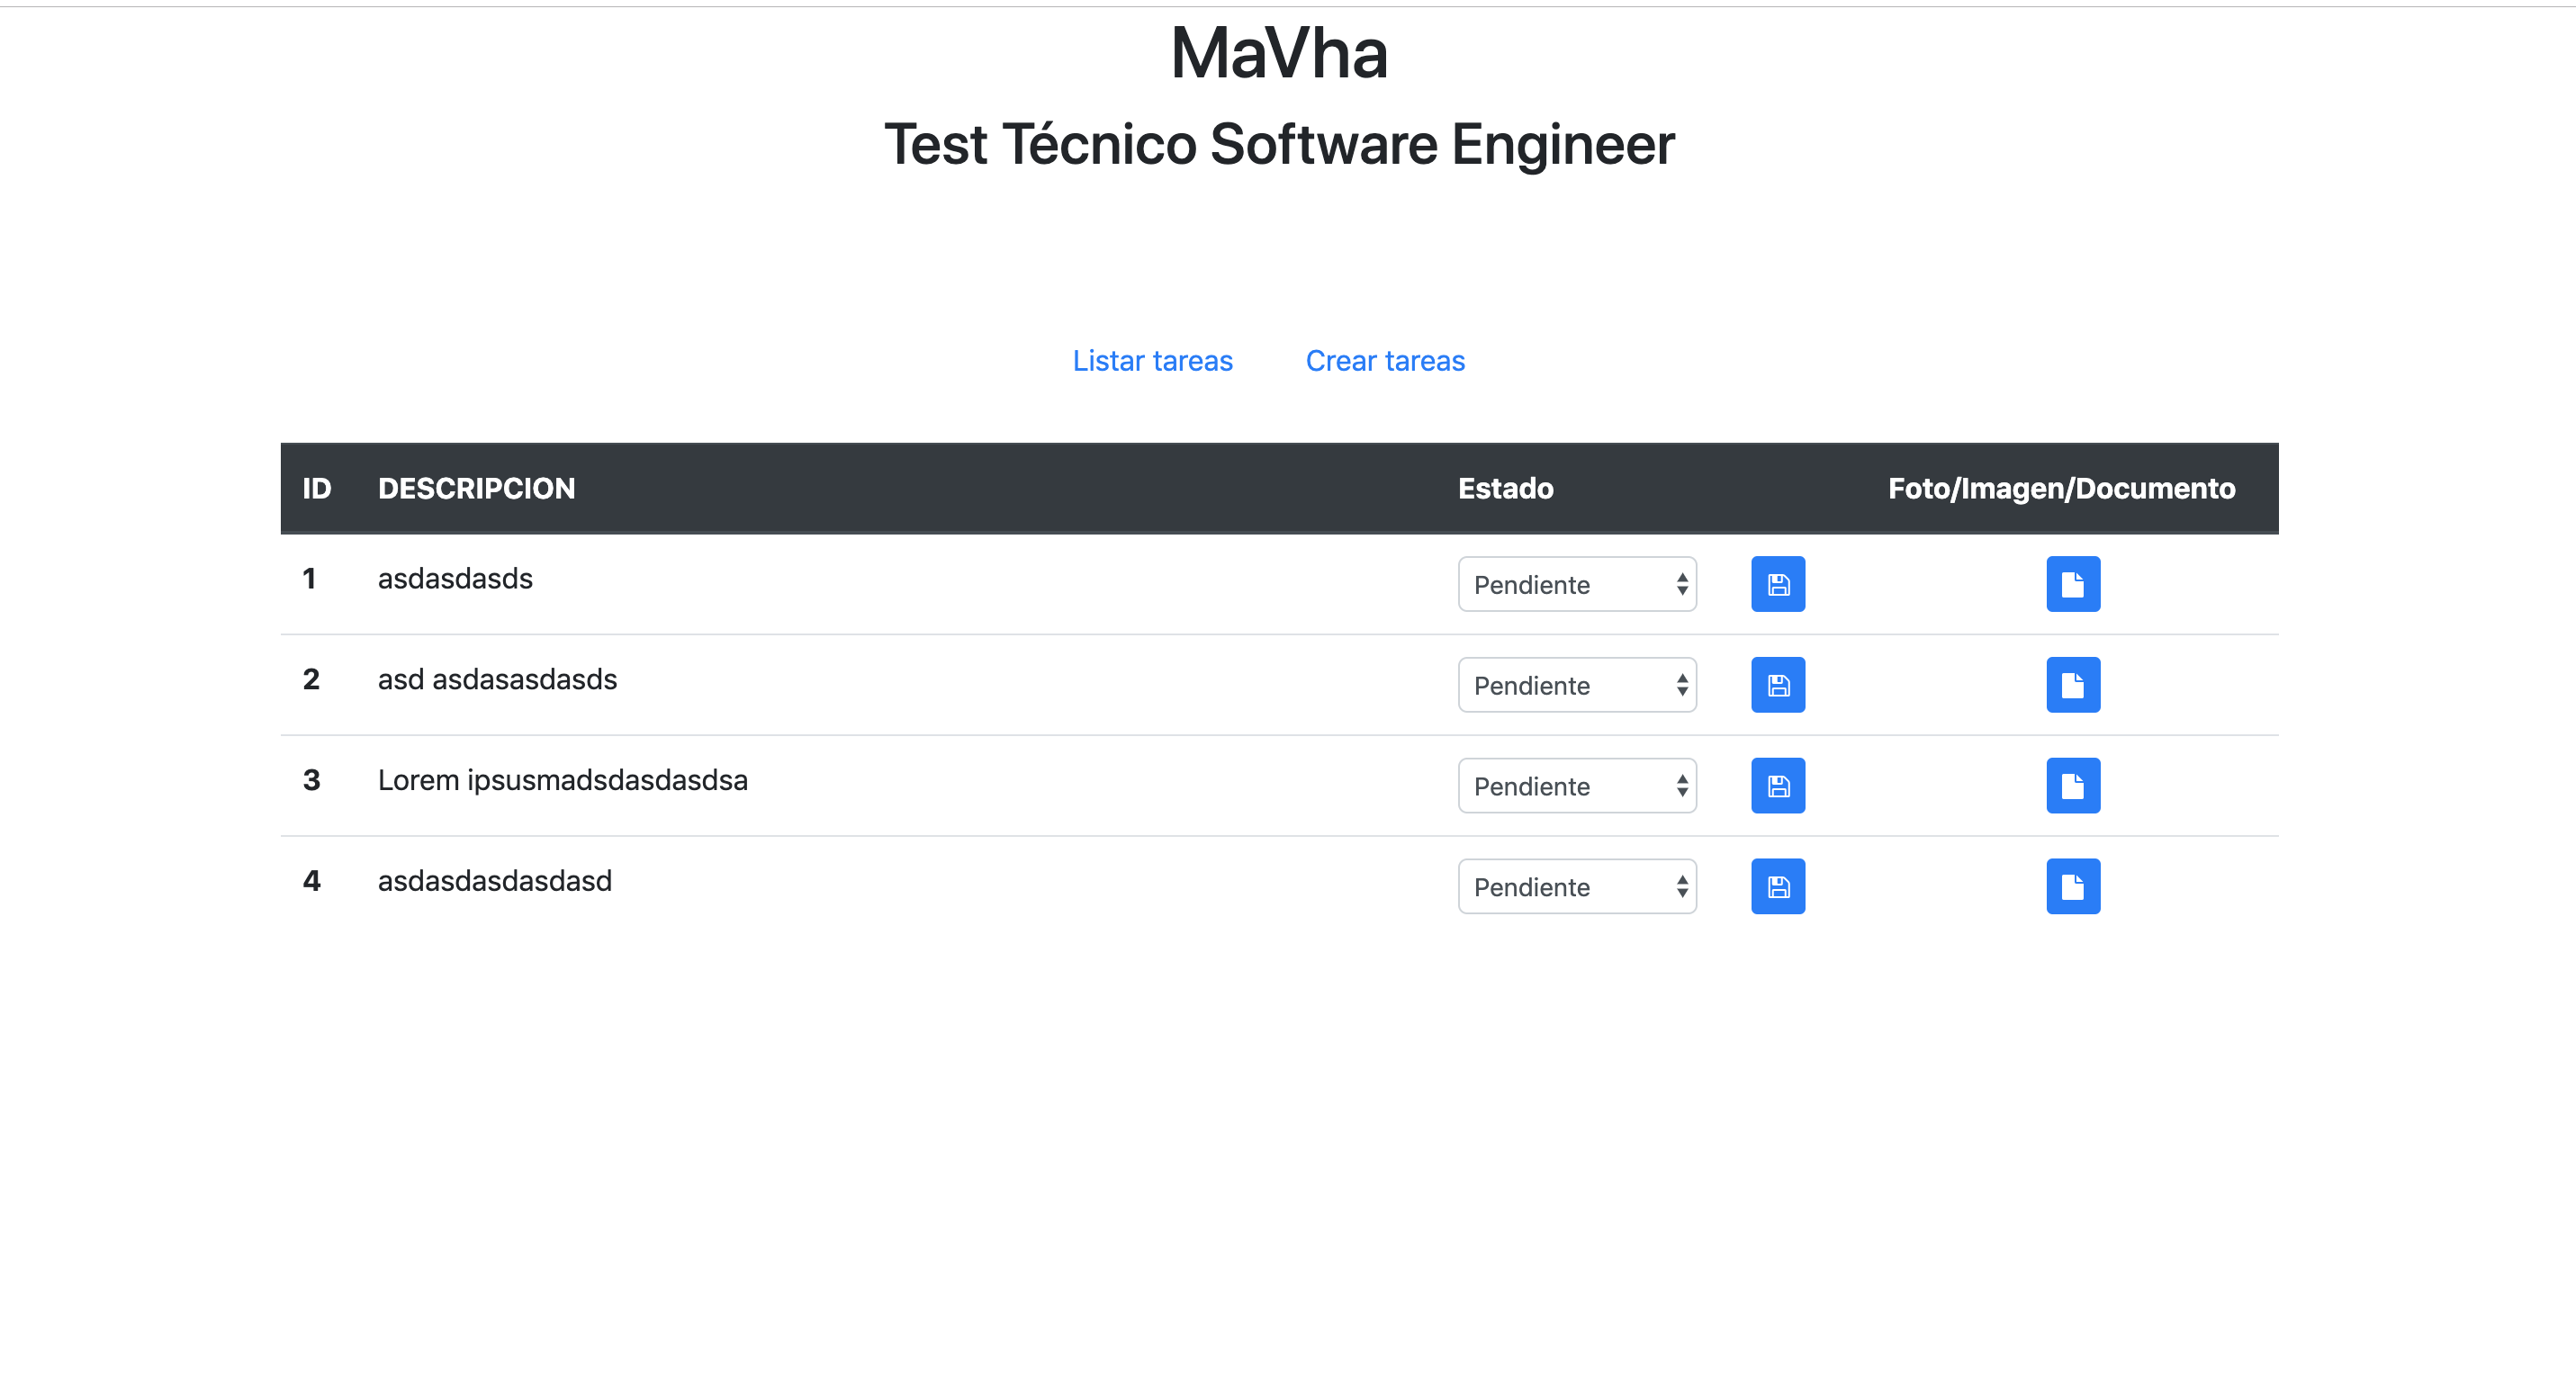 MaVha
Test Técnico Software Engineer
Listar tareas Crear tareas
ID DESCRIPCION Estado Foto/Imagen/Documento
1 asdasdasds Pendiente
2 asd asdasasdasds Pendiente
3 Lorem ipsusmadsdasdasdsa Pendiente
4 asdasdasdasdasd Pendiente